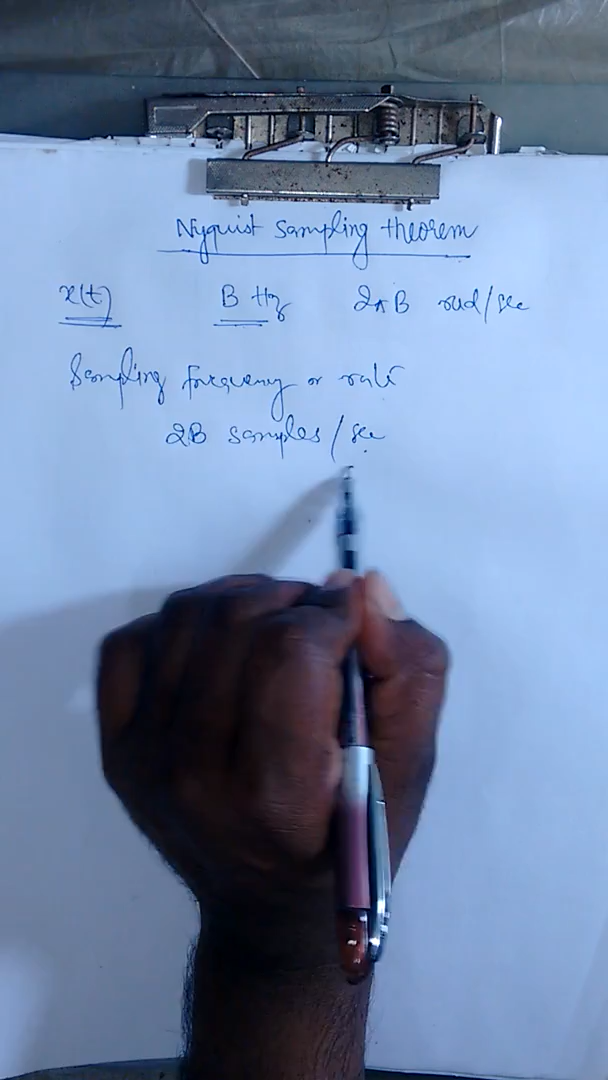 Nyquist Sampling theorem
x(t) B Hz 2πB rad/sec
Sampling frequency or rate
2B samples/sec